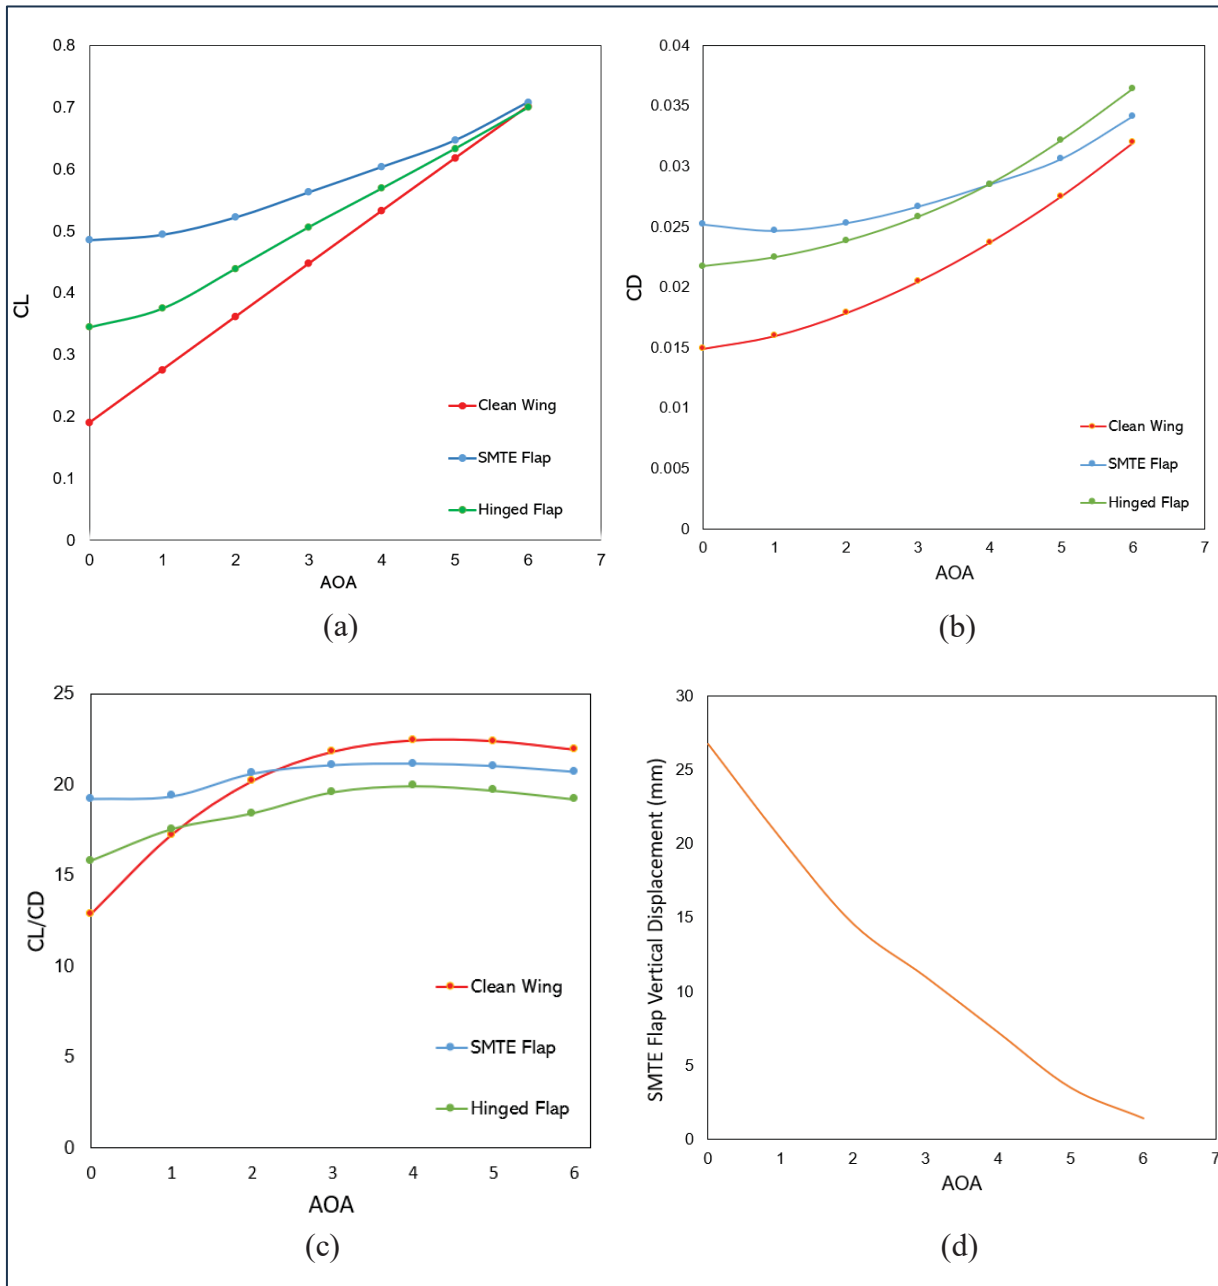 0.8
0.7
0.6
0.5
0.4
0.3
0.2
0.1
0
CL
0 1 2 3 4 5 6 7
AOA
Clean Wing
SMTE Flap
Hinged Flap
(a)
0.04
0.035
0.03
0.025
0.02
0.015
0.01
0.005
0
CD
0 1 2 3 4 5 6 7
AOA
Clean Wing
SMTE Flap
Hinged Flap
(b)
25
20
15
10
5
0
CL/CD
0 1 2 3 4 5 6
AOA
Clean Wing
SMTE Flap
Hinged Flap
(c)
30
25
20
15
10
5
0
SMTE Flap Vertical Displacement (mm)
0 1 2 3 4 5 6 7
AOA
(d)